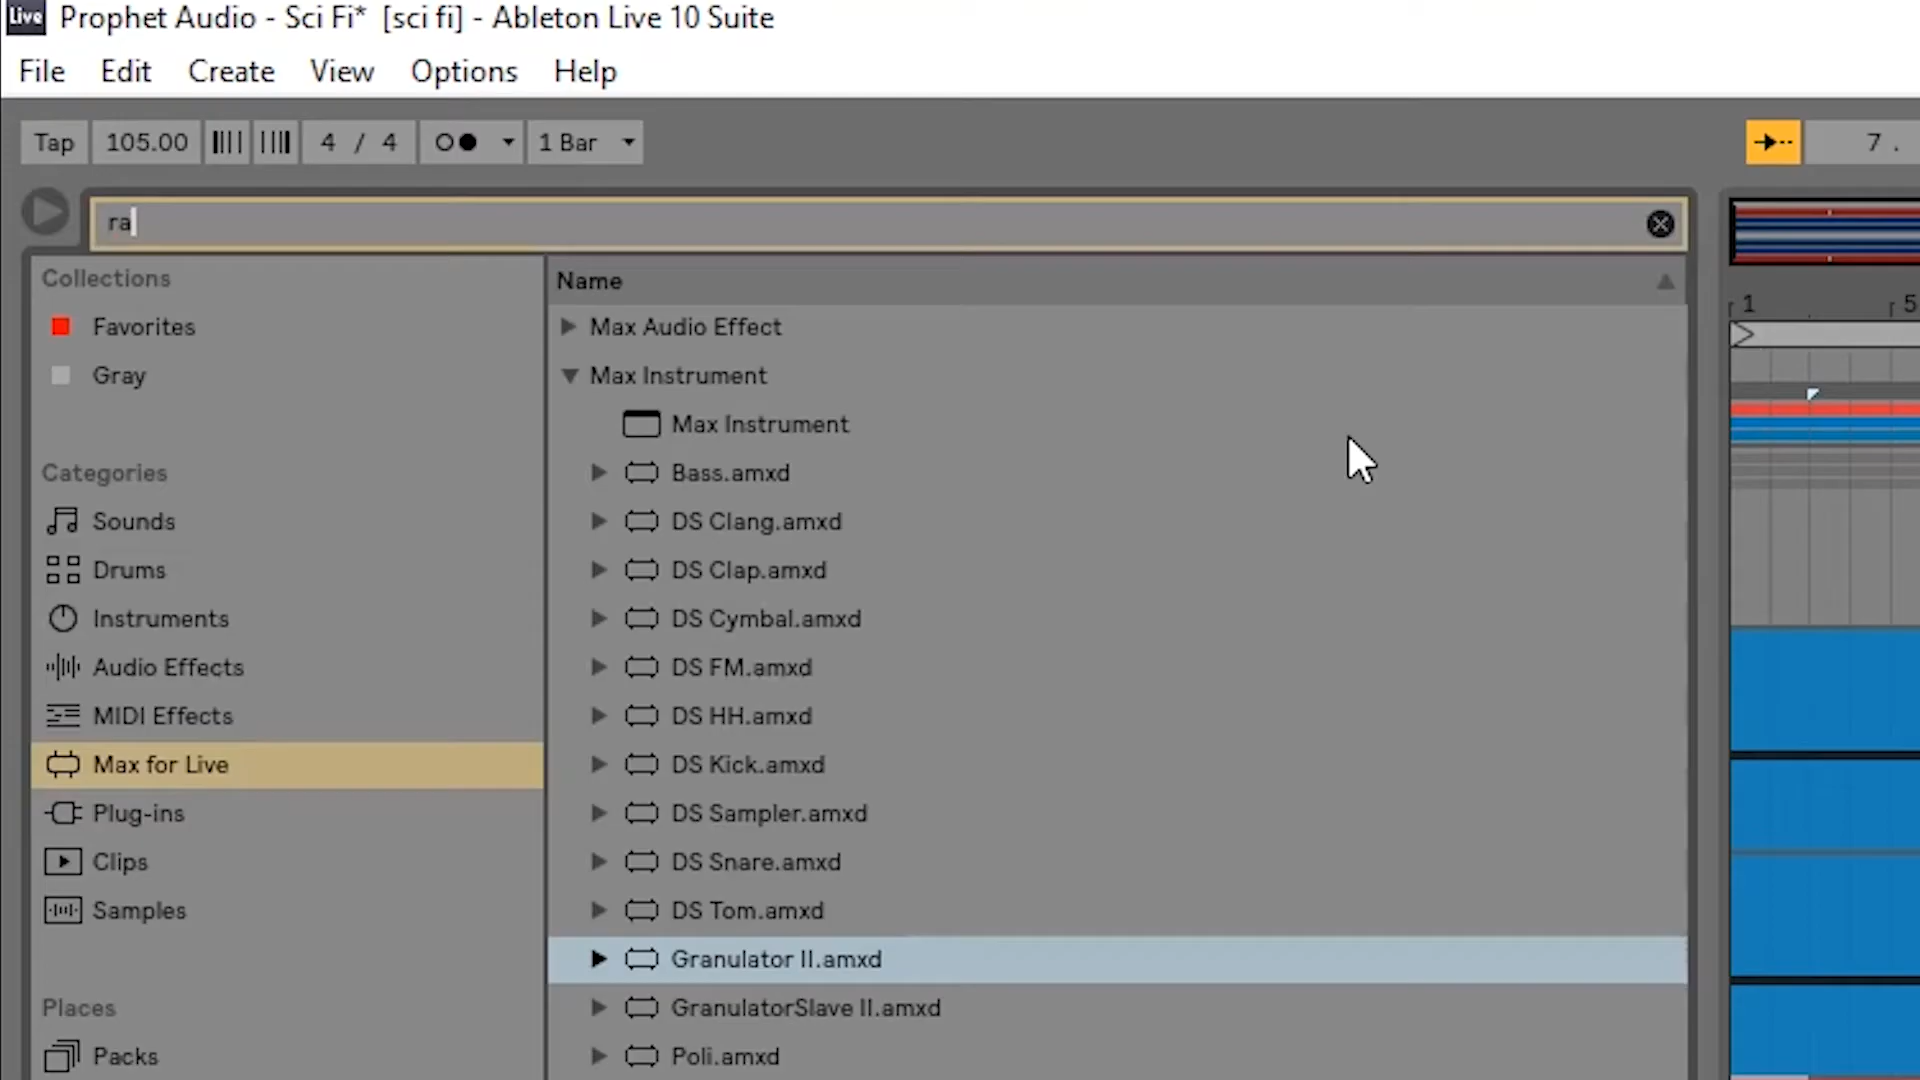 Live Prophet Audio - Sci Fi* [sci fi] - Ableton Live 10 Suite
File Edit Create View Options Help
Tap 105.00 4 / 4 1 Bar 7 .
ra
Collections
Favorites
Gray
Categories
Sounds
Drums
Instruments
Audio Effects
MIDI Effects
Max for Live
Plug-ins
Clips
Samples
Places
Packs
Name
Max Audio Effect
Max Instrument
Max Instrument
Bass.amxd
DS Clang.amxd
DS Clap.amxd
DS Cymbal.amxd
DS FM.amxd
DS HH.amxd
DS Kick.amxd
DS Sampler.amxd
DS Snare.amxd
DS Tom.amxd
Granulator II.amxd
GranulatorSlave II.amxd
Poli.amxd
1 5